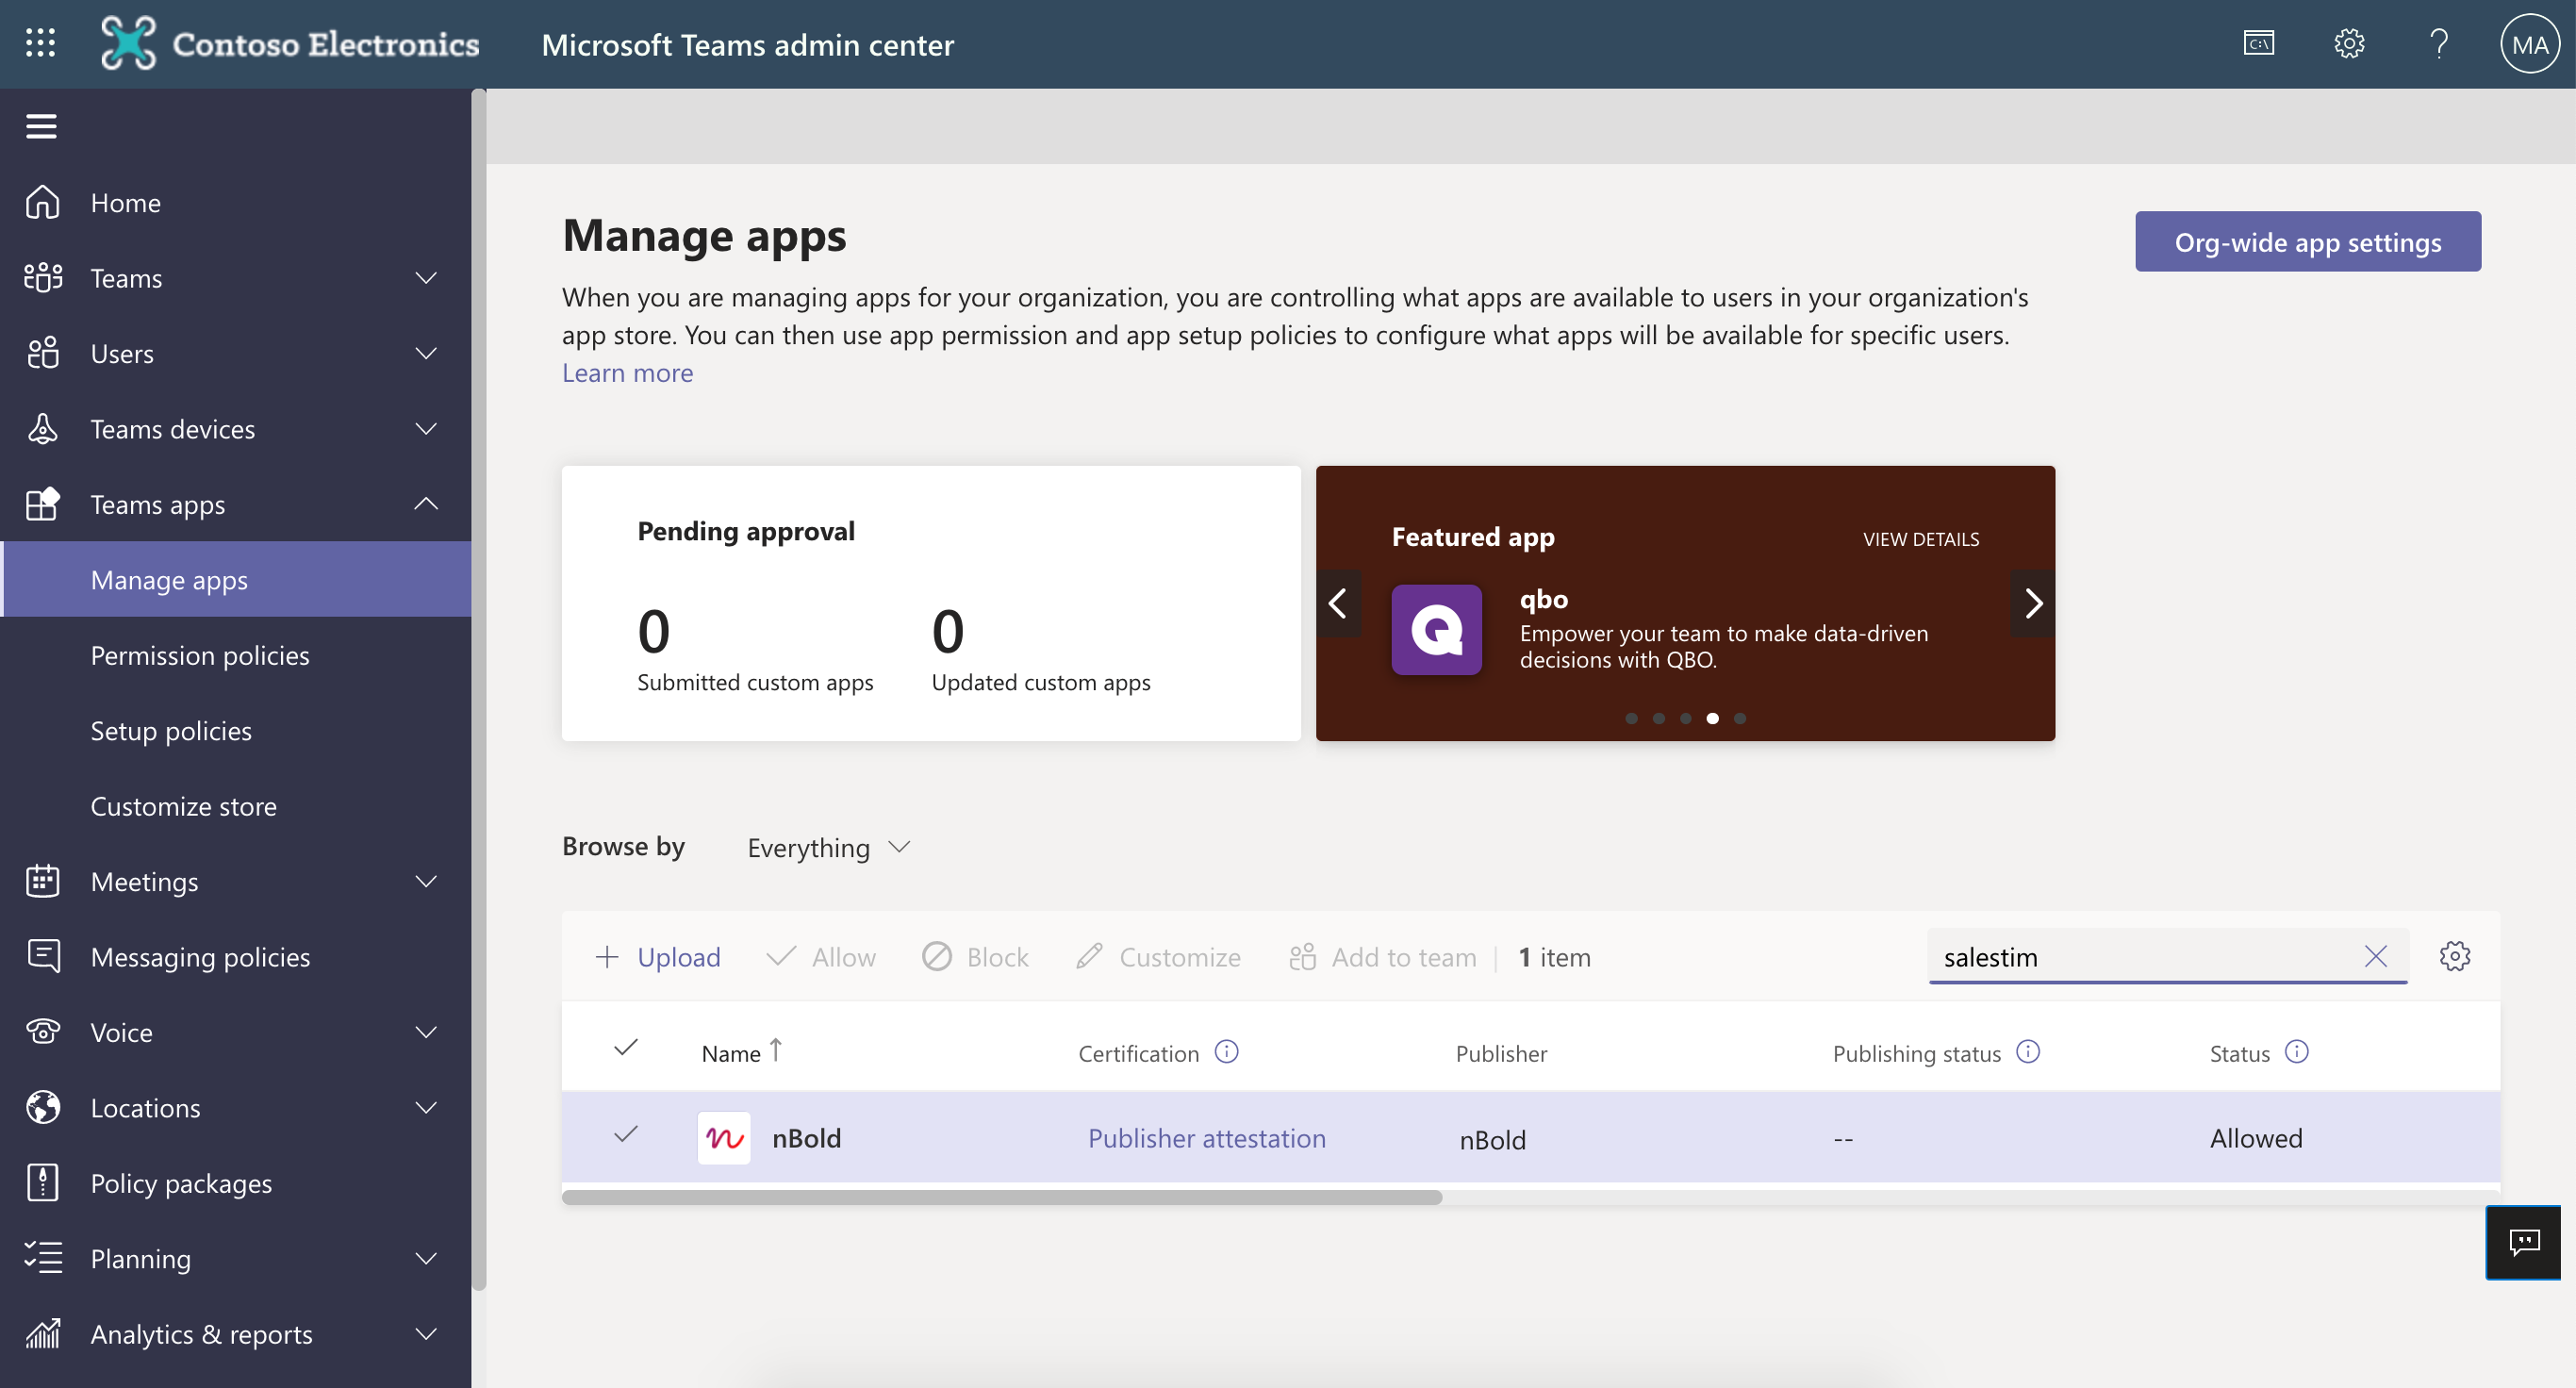 Contoso Electronics
Microsoft Teams admin center
C:\
?
MA
Home
Teams
Users
Teams devices
Teams apps
Manage apps
Permission policies
Setup policies
Customize store
Meetings
Messaging policies
Voice
Locations
Policy packages
Planning
Analytics & reports
Manage apps
Org-wide app settings
When you are managing apps for your organization, you are controlling what apps are available to users in your organization's
app store. You can then use app permission and app setup policies to configure what apps will be available for specific users.
Learn more
Pending approval
0
Submitted custom apps
0
Updated custom apps
Featured app
VIEW DETAILS
Q
qbo
Empower your team to make data-driven
decisions with QBO.
Browse by
Everything
Upload
Allow
Block
Customize
Add to team
1 item
salestim
Name
Certification
Publisher
Publishing status
Status
nBold
Publisher attestation
nBold
--
Allowed